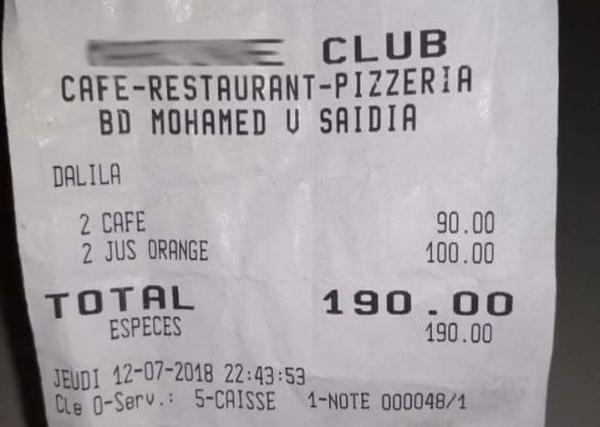 CLUB
CAFE-RESTAURANT-PIZZERIA
BD MOHAMED V SAIDIA
DALILA
2 CAFE 90.00
2 JUS ORANGE 100.00
TOTAL 190.00
ESPECES 190.00
JEUDI 12-07-2018 22:43:53
Cle 0-Serv.: 5-CAISSE 1-NOTE 000048/1